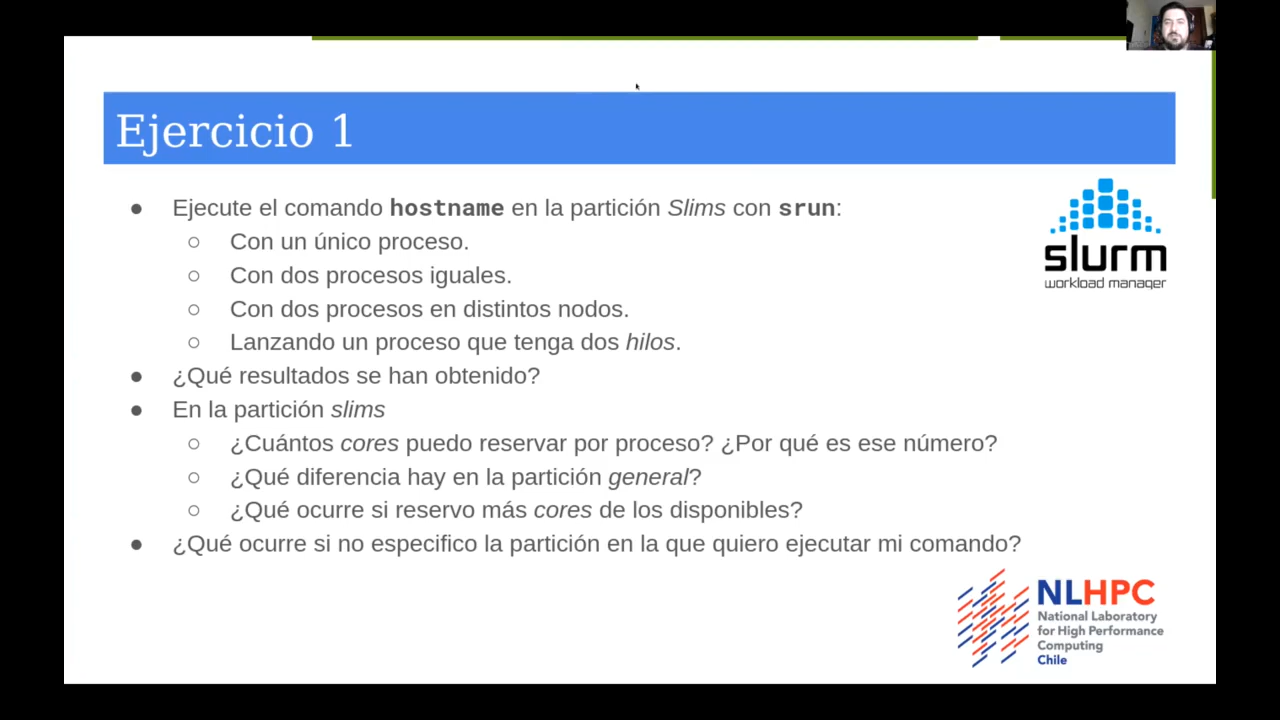 Ejercicio 1
● Ejecute el comando hostname en la partición Slims con srun:
○ Con un único proceso.
○ Con dos procesos iguales.
○ Con dos procesos en distintos nodos.
○ Lanzando un proceso que tenga dos hilos.
● ¿Qué resultados se han obtenido?
● En la partición slims
○ ¿Cuántos cores puedo reservar por proceso? ¿Por qué es ese número?
○ ¿Qué diferencia hay en la partición general?
○ ¿Qué ocurre si reservo más cores de los disponibles?
● ¿Qué ocurre si no especifico la partición en la que quiero ejecutar mi comando?
slurm
workload manager
NLHPC
National Laboratory
for High Performance
Computing
Chile